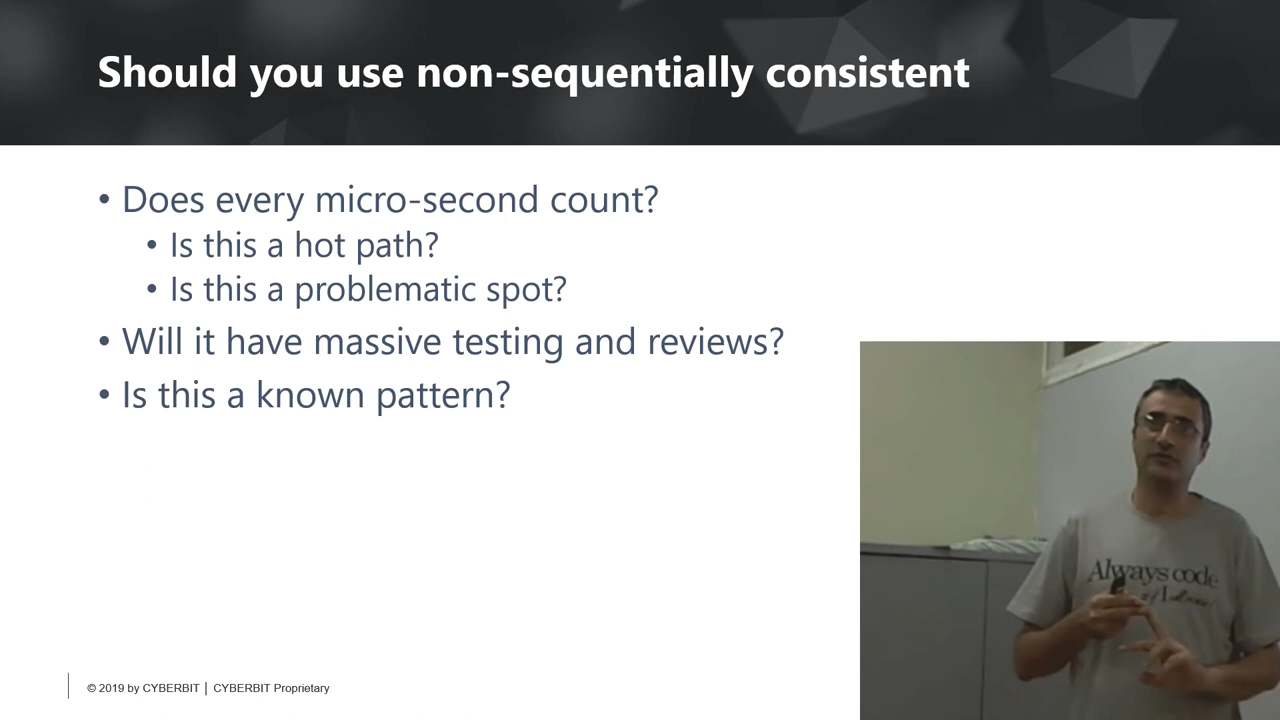 Should you use non-sequentially consistent
• Does every micro-second count?
• Is this a hot path?
• Is this a problematic spot?
• Will it have massive testing and reviews?
• Is this a known pattern?
Always code
© 2019 by CYBERBIT | CYBERBIT Proprietary